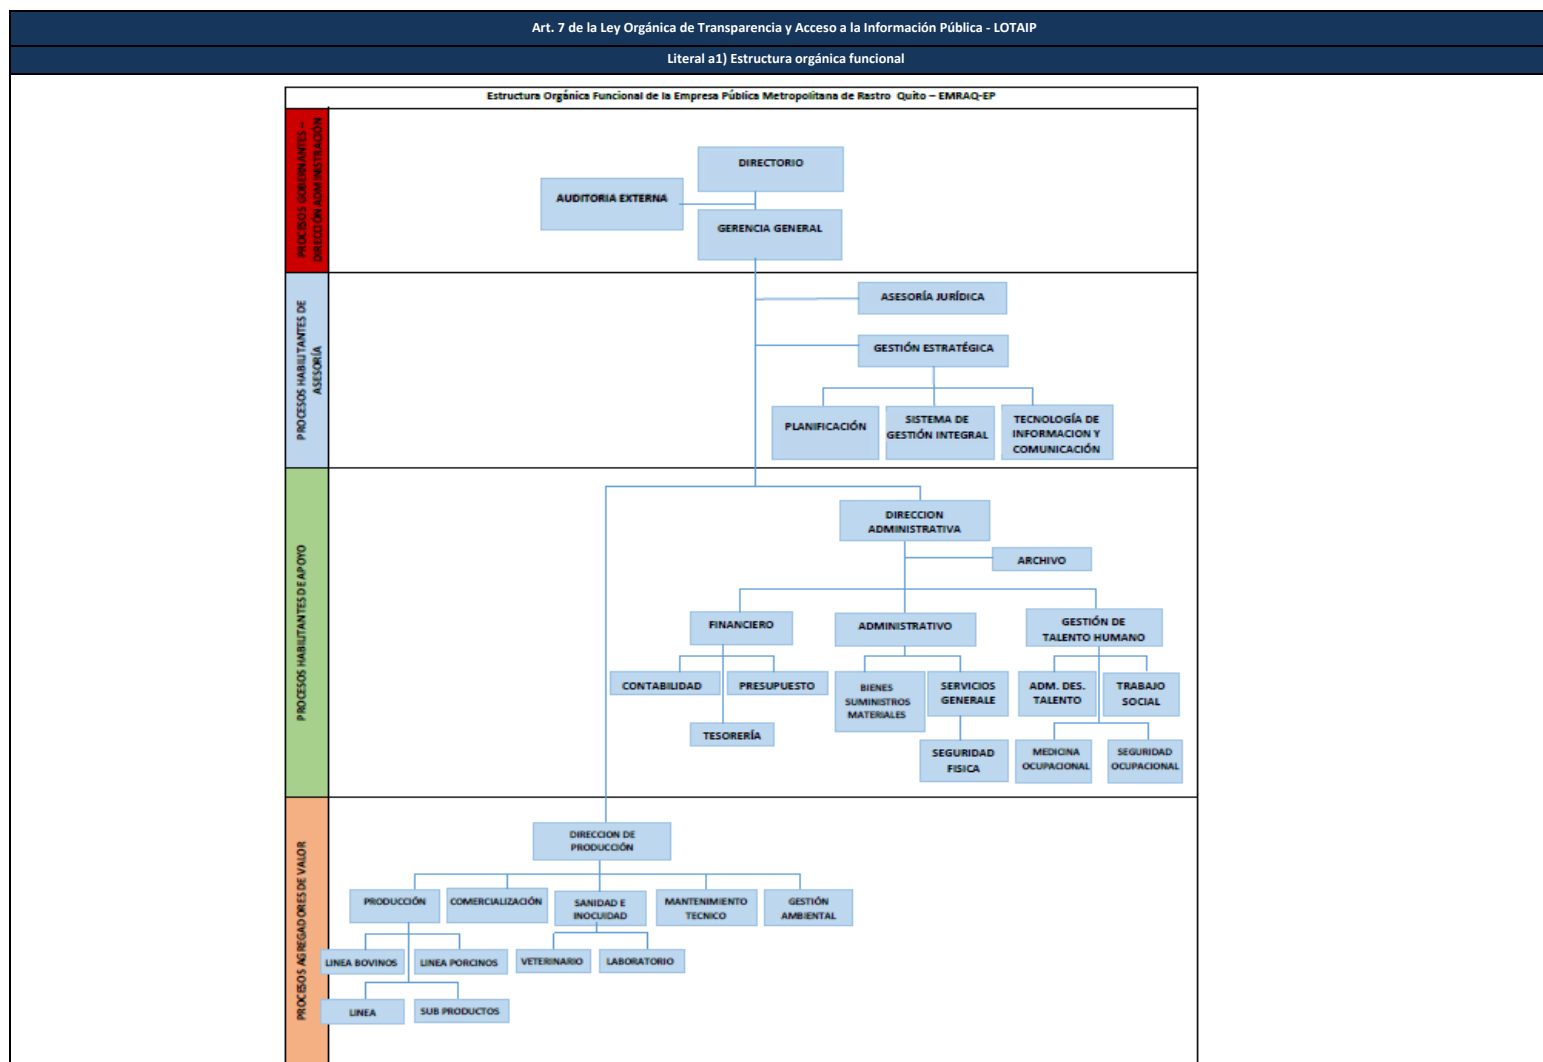 Art. 7 de la Ley Orgánica de Transparencia y Acceso a la Información Pública - LOTAIP
Literal a1) Estructura orgánica funcional
Estructura Orgánica Funcional de la Empresa Pública Metropolitana de Rastro Quito – EMRAQ-EP
PROCESOS GOBERNANTES –
DIRECCIÓN ADMINISTRACIÓN
DIRECTORIO
AUDITORIA EXTERNA
GERENCIA GENERAL
PROCESOS HABILITANTES DE
ASESORÍA
ASESORÍA JURÍDICA
GESTIÓN ESTRATÉGICA
PLANIFICACIÓN
SISTEMA DE
GESTIÓN INTEGRAL
TECNOLOGÍA DE
INFORMACION Y
COMUNICACIÓN
PROCESOS HABILITANTES DE APOYO
DIRECCION
ADMINISTRATIVA
ARCHIVO
FINANCIERO
ADMINISTRATIVO
GESTIÓN DE
TALENTO HUMANO
CONTABILIDAD
PRESUPUESTO
BIENES
SUMINISTROS
MATERIALES
SERVICIOS
GENERALE
ADM. DES.
TALENTO
TRABAJO
SOCIAL
TESORERÍA
SEGURIDAD
FISICA
MEDICINA
OCUPACIONAL
SEGURIDAD
OCUPACIONAL
PROCESOS AGREGADORES DE VALOR
DIRECCION DE
PRODUCCIÓN
PRODUCCIÓN
COMERCIALIZACIÓN
SANIDAD E
INOCUIDAD
MANTENIMIENTO
TECNICO
GESTIÓN
AMBIENTAL
LINEA BOVINOS
LINEA PORCINOS
VETERINARIO
LABORATORIO
LINEA
SUB PRODUCTOS